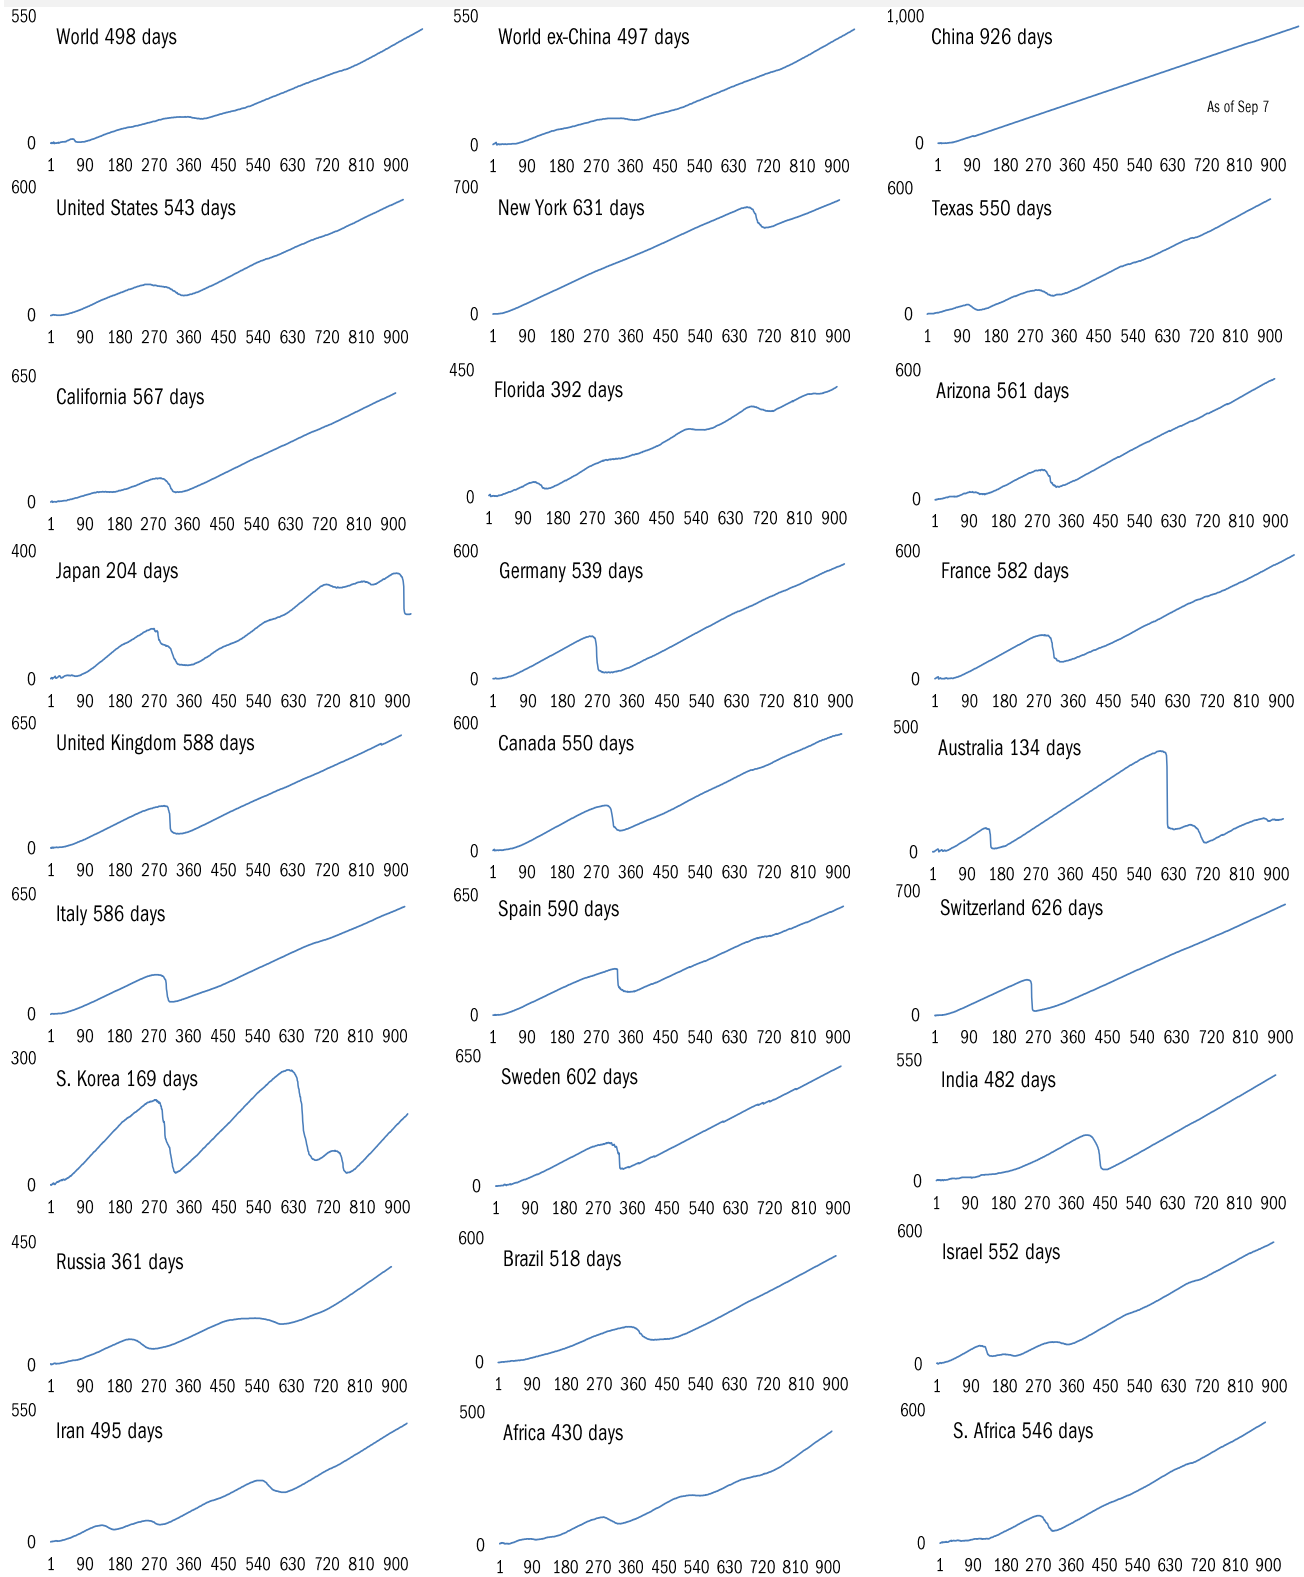 550 550 1,000
World 498 days World ex-China 497 days China 926 days
As of Sep 7
0 0 0
1 90 180 270 360 450 540 630 720 810 900 1 90 180 270 360 450 540 630 720 810 900 1 90 180 270 360 450 540 630 720 810 900
600 700 600
United States 543 days New York 631 days Texas 550 days
0 0 0
1 90 180 270 360 450 540 630 720 810 900 1 90 180 270 360 450 540 630 720 810 900 1 90 180 270 360 450 540 630 720 810 900
650 450 600
California 567 days Florida 392 days Arizona 561 days
0 0 0
1 90 180 270 360 450 540 630 720 810 900 1 90 180 270 360 450 540 630 720 810 900 1 90 180 270 360 450 540 630 720 810 900
400 600 600
Japan 204 days Germany 539 days France 582 days
0 0 0
1 90 180 270 360 450 540 630 720 810 900 1 90 180 270 360 450 540 630 720 810 900 1 90 180 270 360 450 540 630 720 810 900
650 600 500
United Kingdom 588 days Canada 550 days Australia 134 days
0 0 0
1 90 180 270 360 450 540 630 720 810 900 1 90 180 270 360 450 540 630 720 810 900 1 90 180 270 360 450 540 630 720 810 900
650 650 700
Italy 586 days Spain 590 days Switzerland 626 days
0 0 0
1 90 180 270 360 450 540 630 720 810 900 1 90 180 270 360 450 540 630 720 810 900 1 90 180 270 360 450 540 630 720 810 900
300 650 550
S. Korea 169 days Sweden 602 days India 482 days
0 0 0
1 90 180 270 360 450 540 630 720 810 900 1 90 180 270 360 450 540 630 720 810 900 1 90 180 270 360 450 540 630 720 810 900
450 600 600
Russia 361 days Brazil 518 days Israel 552 days
0 0 0
1 90 180 270 360 450 540 630 720 810 900 1 90 180 270 360 450 540 630 720 810 900 1 90 180 270 360 450 540 630 720 810 900
550 500 600
Iran 495 days Africa 430 days S. Africa 546 days
0 0 0
1 90 180 270 360 450 540 630 720 810 900 1 90 180 270 360 450 540 630 720 810 900 1 90 180 270 360 450 540 630 720 810 900